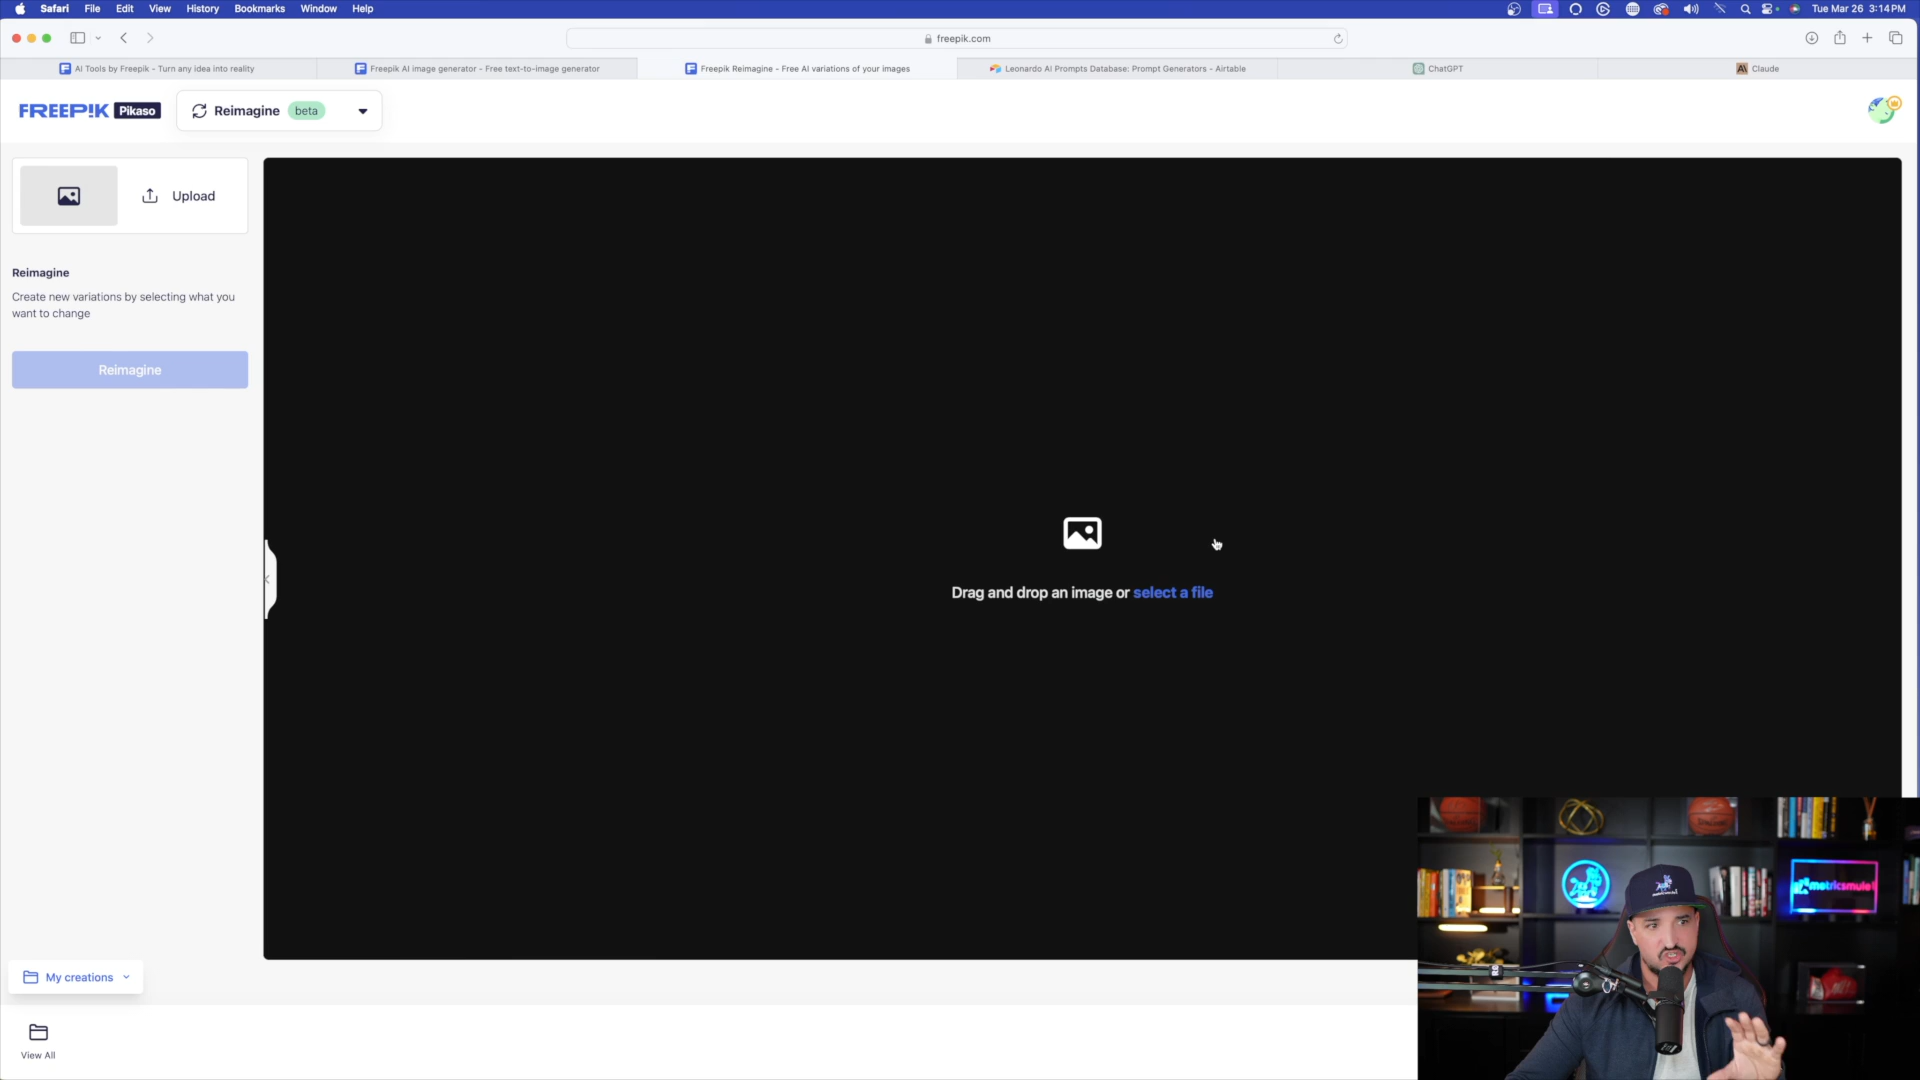 Safari File Edit View History Bookmarks Window Help
Tue Mar 26 3:14PM
freepik.com
AI Tools by Freepik - Turn any idea into reality
Freepik AI image generator - Free text-to-image generator
Freepik Reimagine - Free AI variations of your images
Leonardo AI Prompts Database: Prompt Generators - Airtable
ChatGPT
Claude
FREEP!K Pikaso
Reimagine beta
Upload
Reimagine
Create new variations by selecting what you
want to change
Reimagine
Drag and drop an image or select a file
My creations
View All
metricsmule